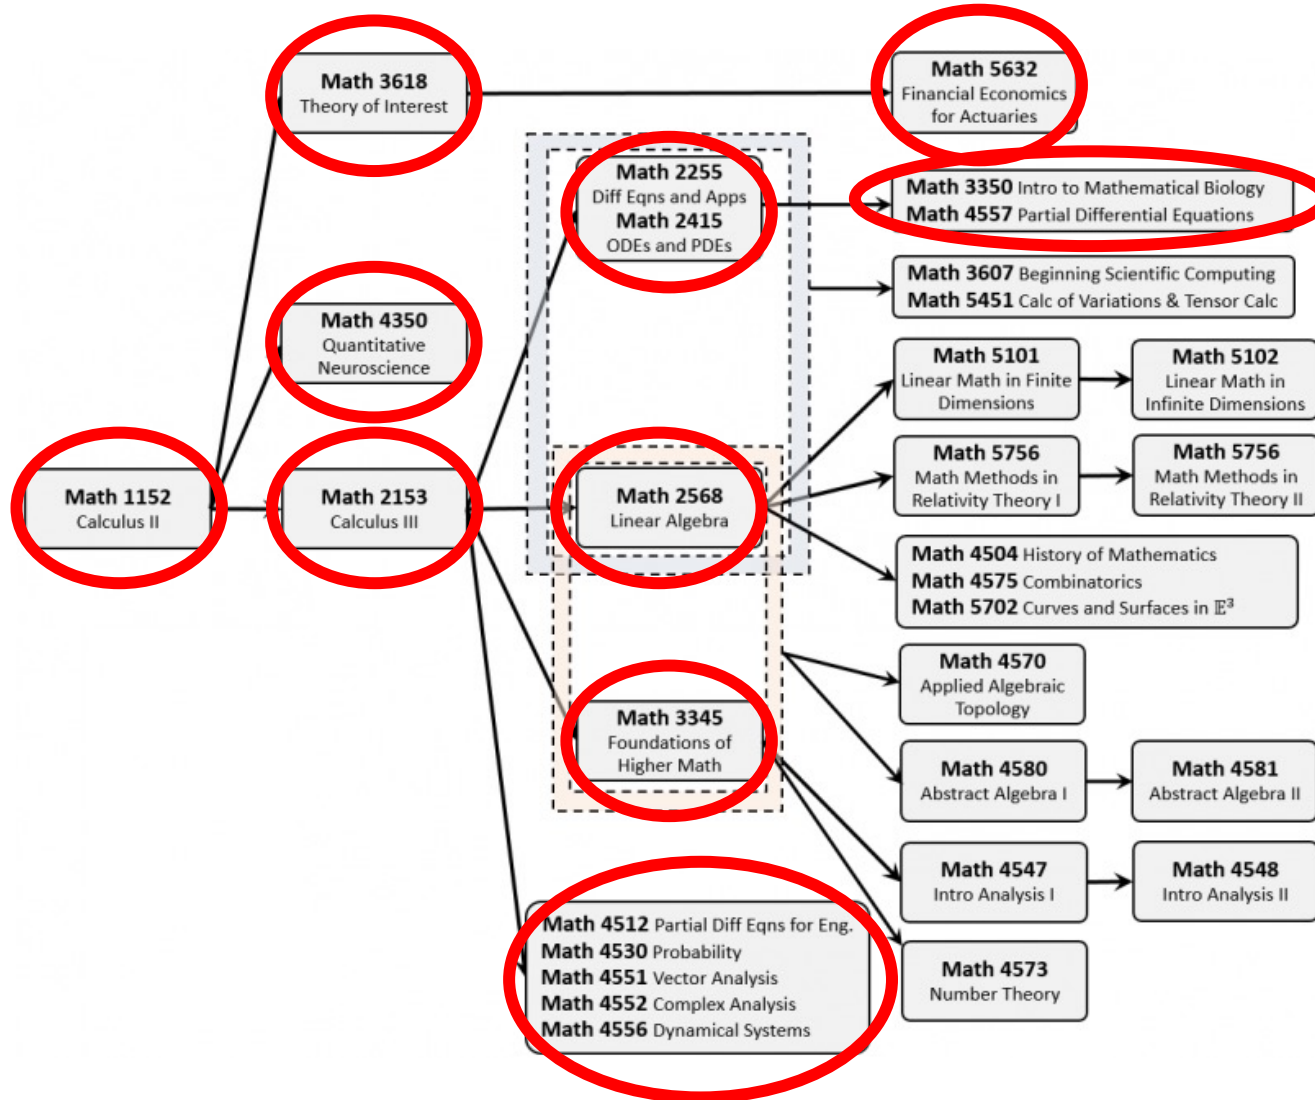 Math 3618
Theory of Interest
Math 5632
Financial Economics
for Actuaries
Math 2255
Diff Eqns and Apps
Math 2415
ODEs and PDEs
Math 3350 Intro to Mathematical Biology
Math 4557 Partial Differential Equations
Math 3607 Beginning Scientific Computing
Math 5451 Calc of Variations & Tensor Calc
Math 4350
Quantitative
Neuroscience
Math 5101
Linear Math in Finite
Dimensions
Math 5102
Linear Math in
Infinite Dimensions
Math 1152
Calculus II
Math 2153
Calculus III
Math 2568
Linear Algebra
Math 5756
Math Methods in
Relativity Theory I
Math 5756
Math Methods in
Relativity Theory II
Math 4504 History of Mathematics
Math 4575 Combinatorics
Math 5702 Curves and Surfaces in 𝔼³
Math 3345
Foundations of
Higher Math
Math 4570
Applied Algebraic
Topology
Math 4580
Abstract Algebra I
Math 4581
Abstract Algebra II
Math 4547
Intro Analysis I
Math 4548
Intro Analysis II
Math 4512 Partial Diff Eqns for Eng.
Math 4530 Probability
Math 4551 Vector Analysis
Math 4552 Complex Analysis
Math 4556 Dynamical Systems
Math 4573
Number Theory